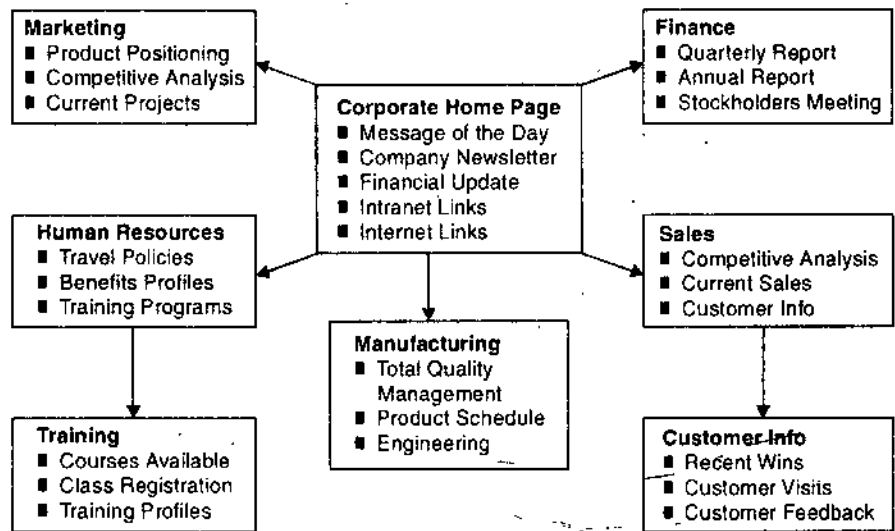 Marketing
■ Product Positioning
■ Competitive Analysis
■ Current Projects
Finance
■ Quarterly Report
■ Annual Report
■ Stockholders Meeting
Corporate Home Page
■ Message of the Day
■ Company Newsletter
■ Financial Update
■ Intranet Links
■ Internet Links
Human Resources
■ Travel Policies
■ Benefits Profiles
■ Training Programs
Sales
■ Competitive Analysis
■ Current Sales
■ Customer Info
Manufacturing
■ Total Quality
Management
■ Product Schedule
■ Engineering
Training
■ Courses Available
■ Class Registration
■ Training Profiles
Customer Info
■ Recent Wins
■ Customer Visits
■ Customer Feedback